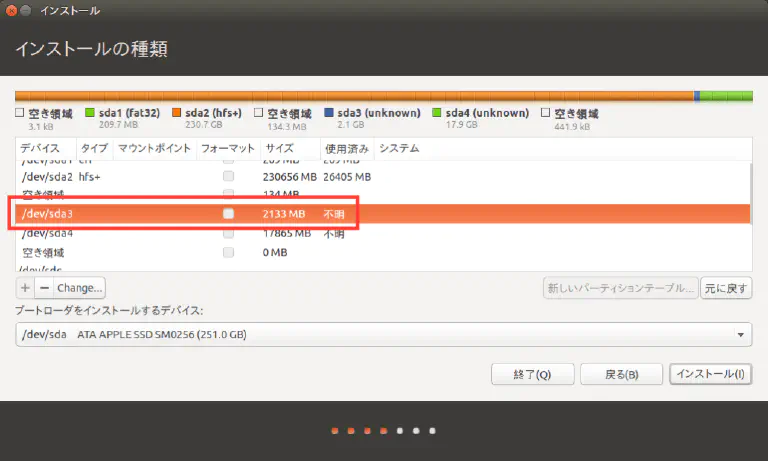 インストール
インストールの種類
空き領域 sda1 (fat32) sda2 (hfs+) 空き領域 sda3 (unknown) sda4 (unknown) 空き領域
3.1 kB 209.7 MB 230.7 GB 134.3 MB 2.1 GB 17.9 GB 441.9 kB
デバイス タイプ マウントポイント フォーマット サイズ 使用済み システム
/dev/sda2 hfs+ 230656 MB 26405 MB
空き領域 134 MB
/dev/sda3 2133 MB 不明
/dev/sda4 17865 MB 不明
空き領域 0 MB
+ − Change... 新しいパーティションテーブル... 元に戻す
ブートローダをインストールするデバイス:
/dev/sda ATA APPLE SSD SM0256 (251.0 GB)
終了(Q) 戻る(B) インストール(I)